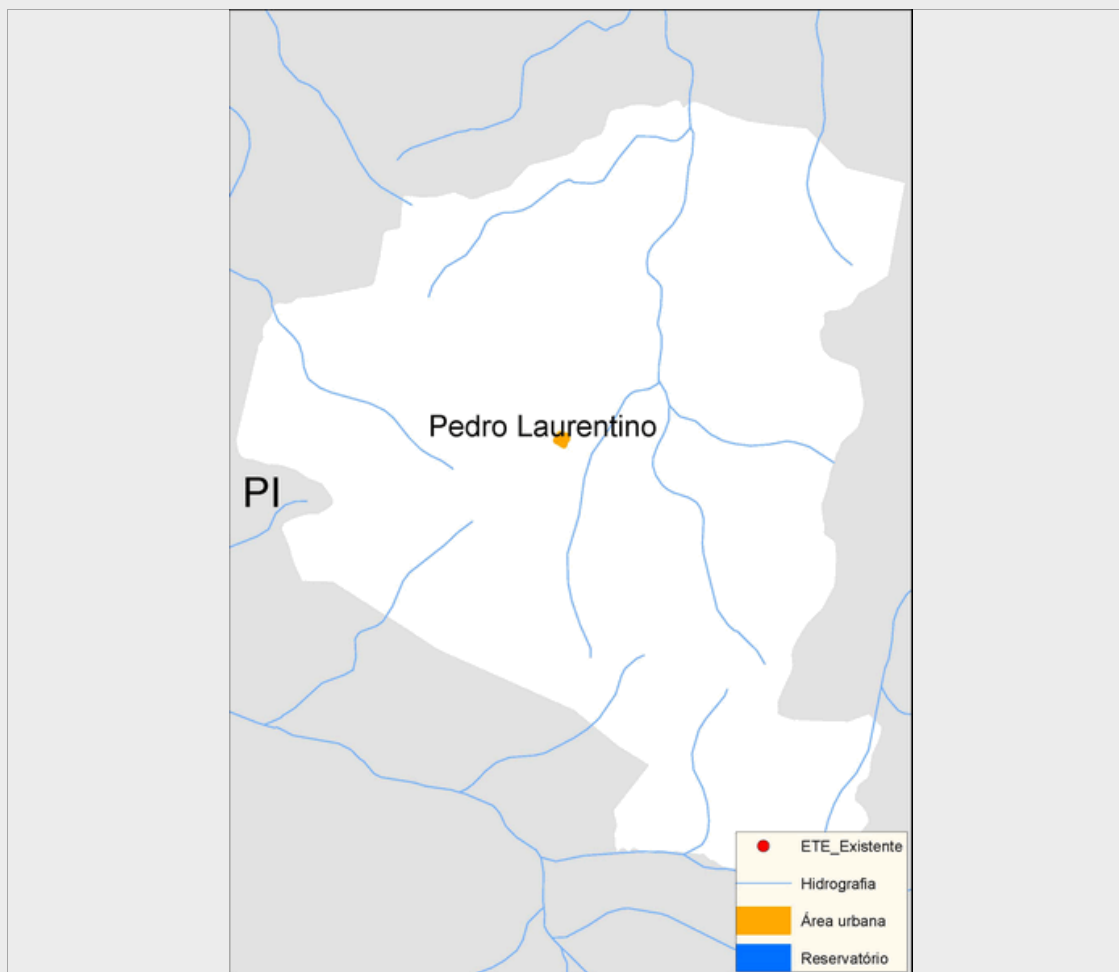 Pedro Laurentino
PI
ETE_Existente
Hidrografia
Área urbana
Reservatório